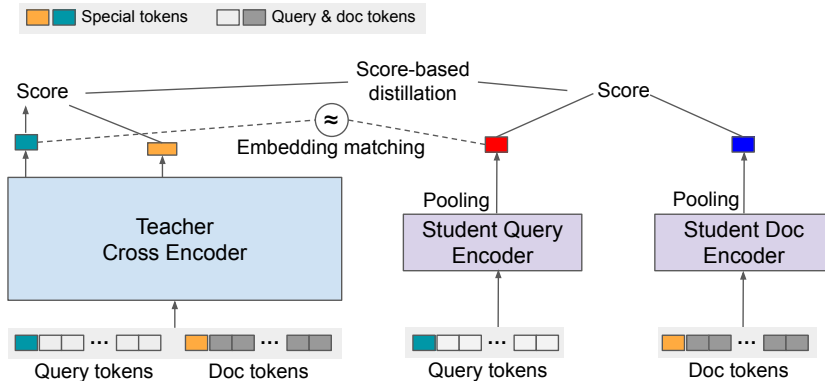 Special tokens
Query & doc tokens
Score-based
distillation
Score
Score
≈
Embedding matching
Pooling
Pooling
Teacher
Cross Encoder
Student Query
Encoder
Student Doc
Encoder
...
...
...
...
Query tokens
Doc tokens
Query tokens
Doc tokens